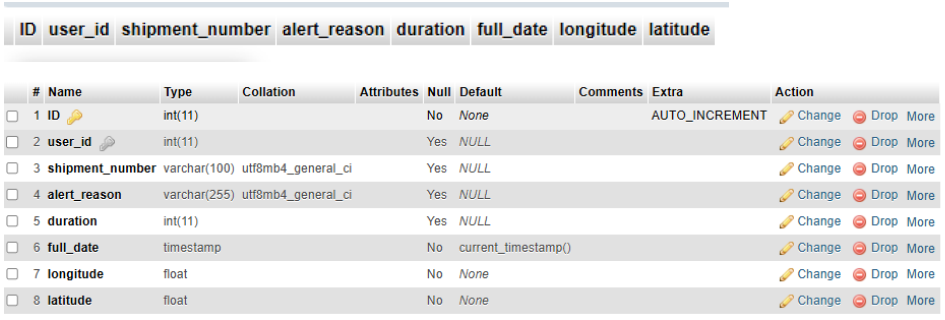 ID user_id shipment_number alert_reason duration full_date longitude latitude
# Name Type Collation Attributes Null Default Comments Extra Action
1 ID int(11) No None AUTO_INCREMENT Change Drop More
2 user_id int(11) Yes NULL Change Drop More
3 shipment_number varchar(100) utf8mb4_general_ci Yes NULL Change Drop More
4 alert_reason varchar(255) utf8mb4_general_ci Yes NULL Change Drop More
5 duration int(11) Yes NULL Change Drop More
6 full_date timestamp No current_timestamp() Change Drop More
7 longitude float No None Change Drop More
8 latitude float No None Change Drop More